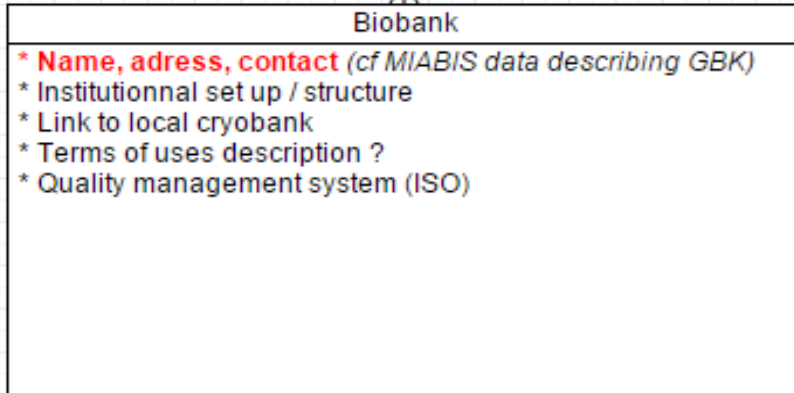 Biobank
* Name, adress, contact (cf MIABIS data describing GBK)
* Institutionnal set up / structure
* Link to local cryobank
* Terms of uses description ?
* Quality management system (ISO)